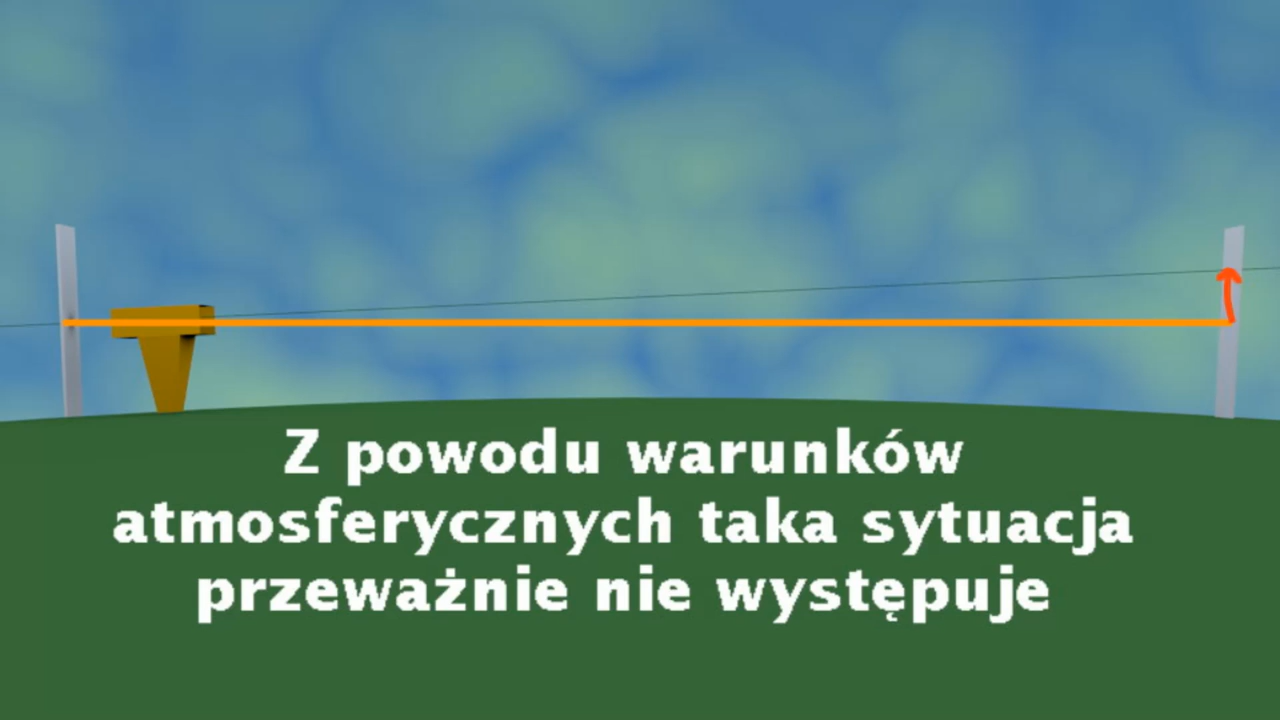 Z powodu warunków
atmosferycznych taka sytuacja
przeważnie nie występuje